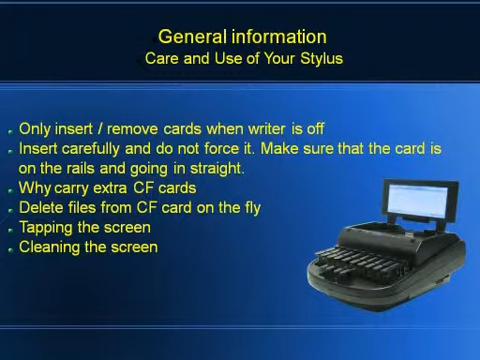 General information
Care and Use of Your Stylus
Only insert / remove cards when writer is off
Insert carefully and do not force it. Make sure that the card is
on the rails and going in straight.
Why carry extra CF cards
Delete files from CF card on the fly
Tapping the screen
Cleaning the screen